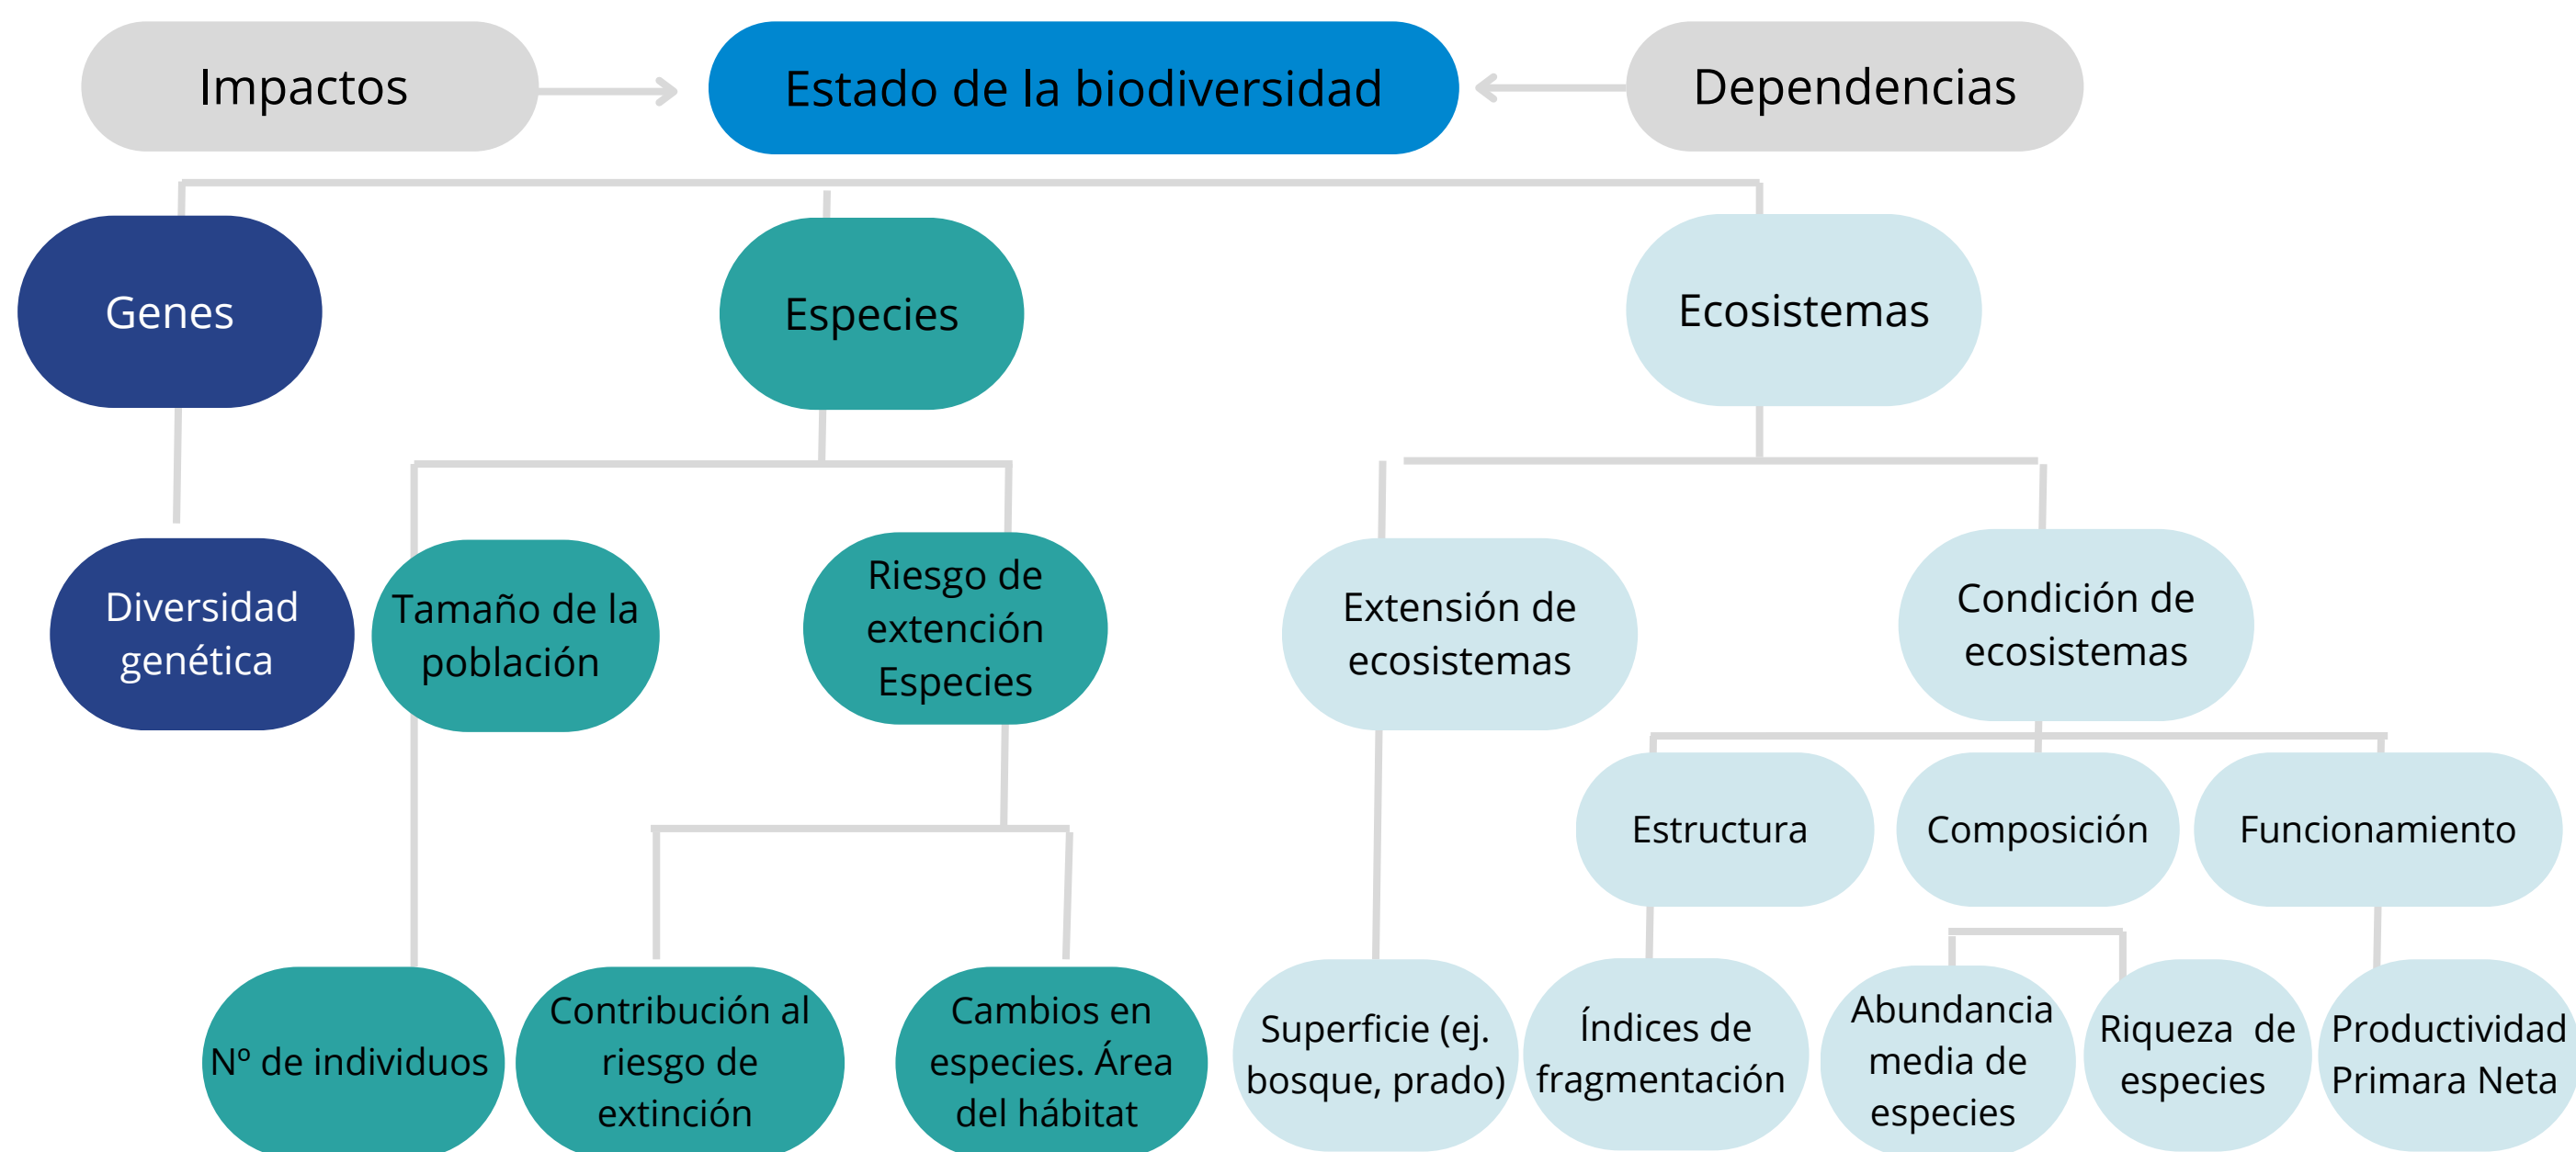 Impactos
Estado de la biodiversidad
Dependencias
Genes
Especies
Ecosistemas
Diversidad
genética
Tamaño de la
población
Riesgo de
extención
Especies
Extensión de
ecosistemas
Condición de
ecosistemas
Estructura
Composición
Funcionamiento
Nº de individuos
Contribución al
riesgo de
extinción
Cambios en
especies. Área
del hábitat
Superficie (ej.
bosque, prado)
Índices de
fragmentación
Abundancia
media de
especies
Riqueza de
especies
Productividad
Primara Neta